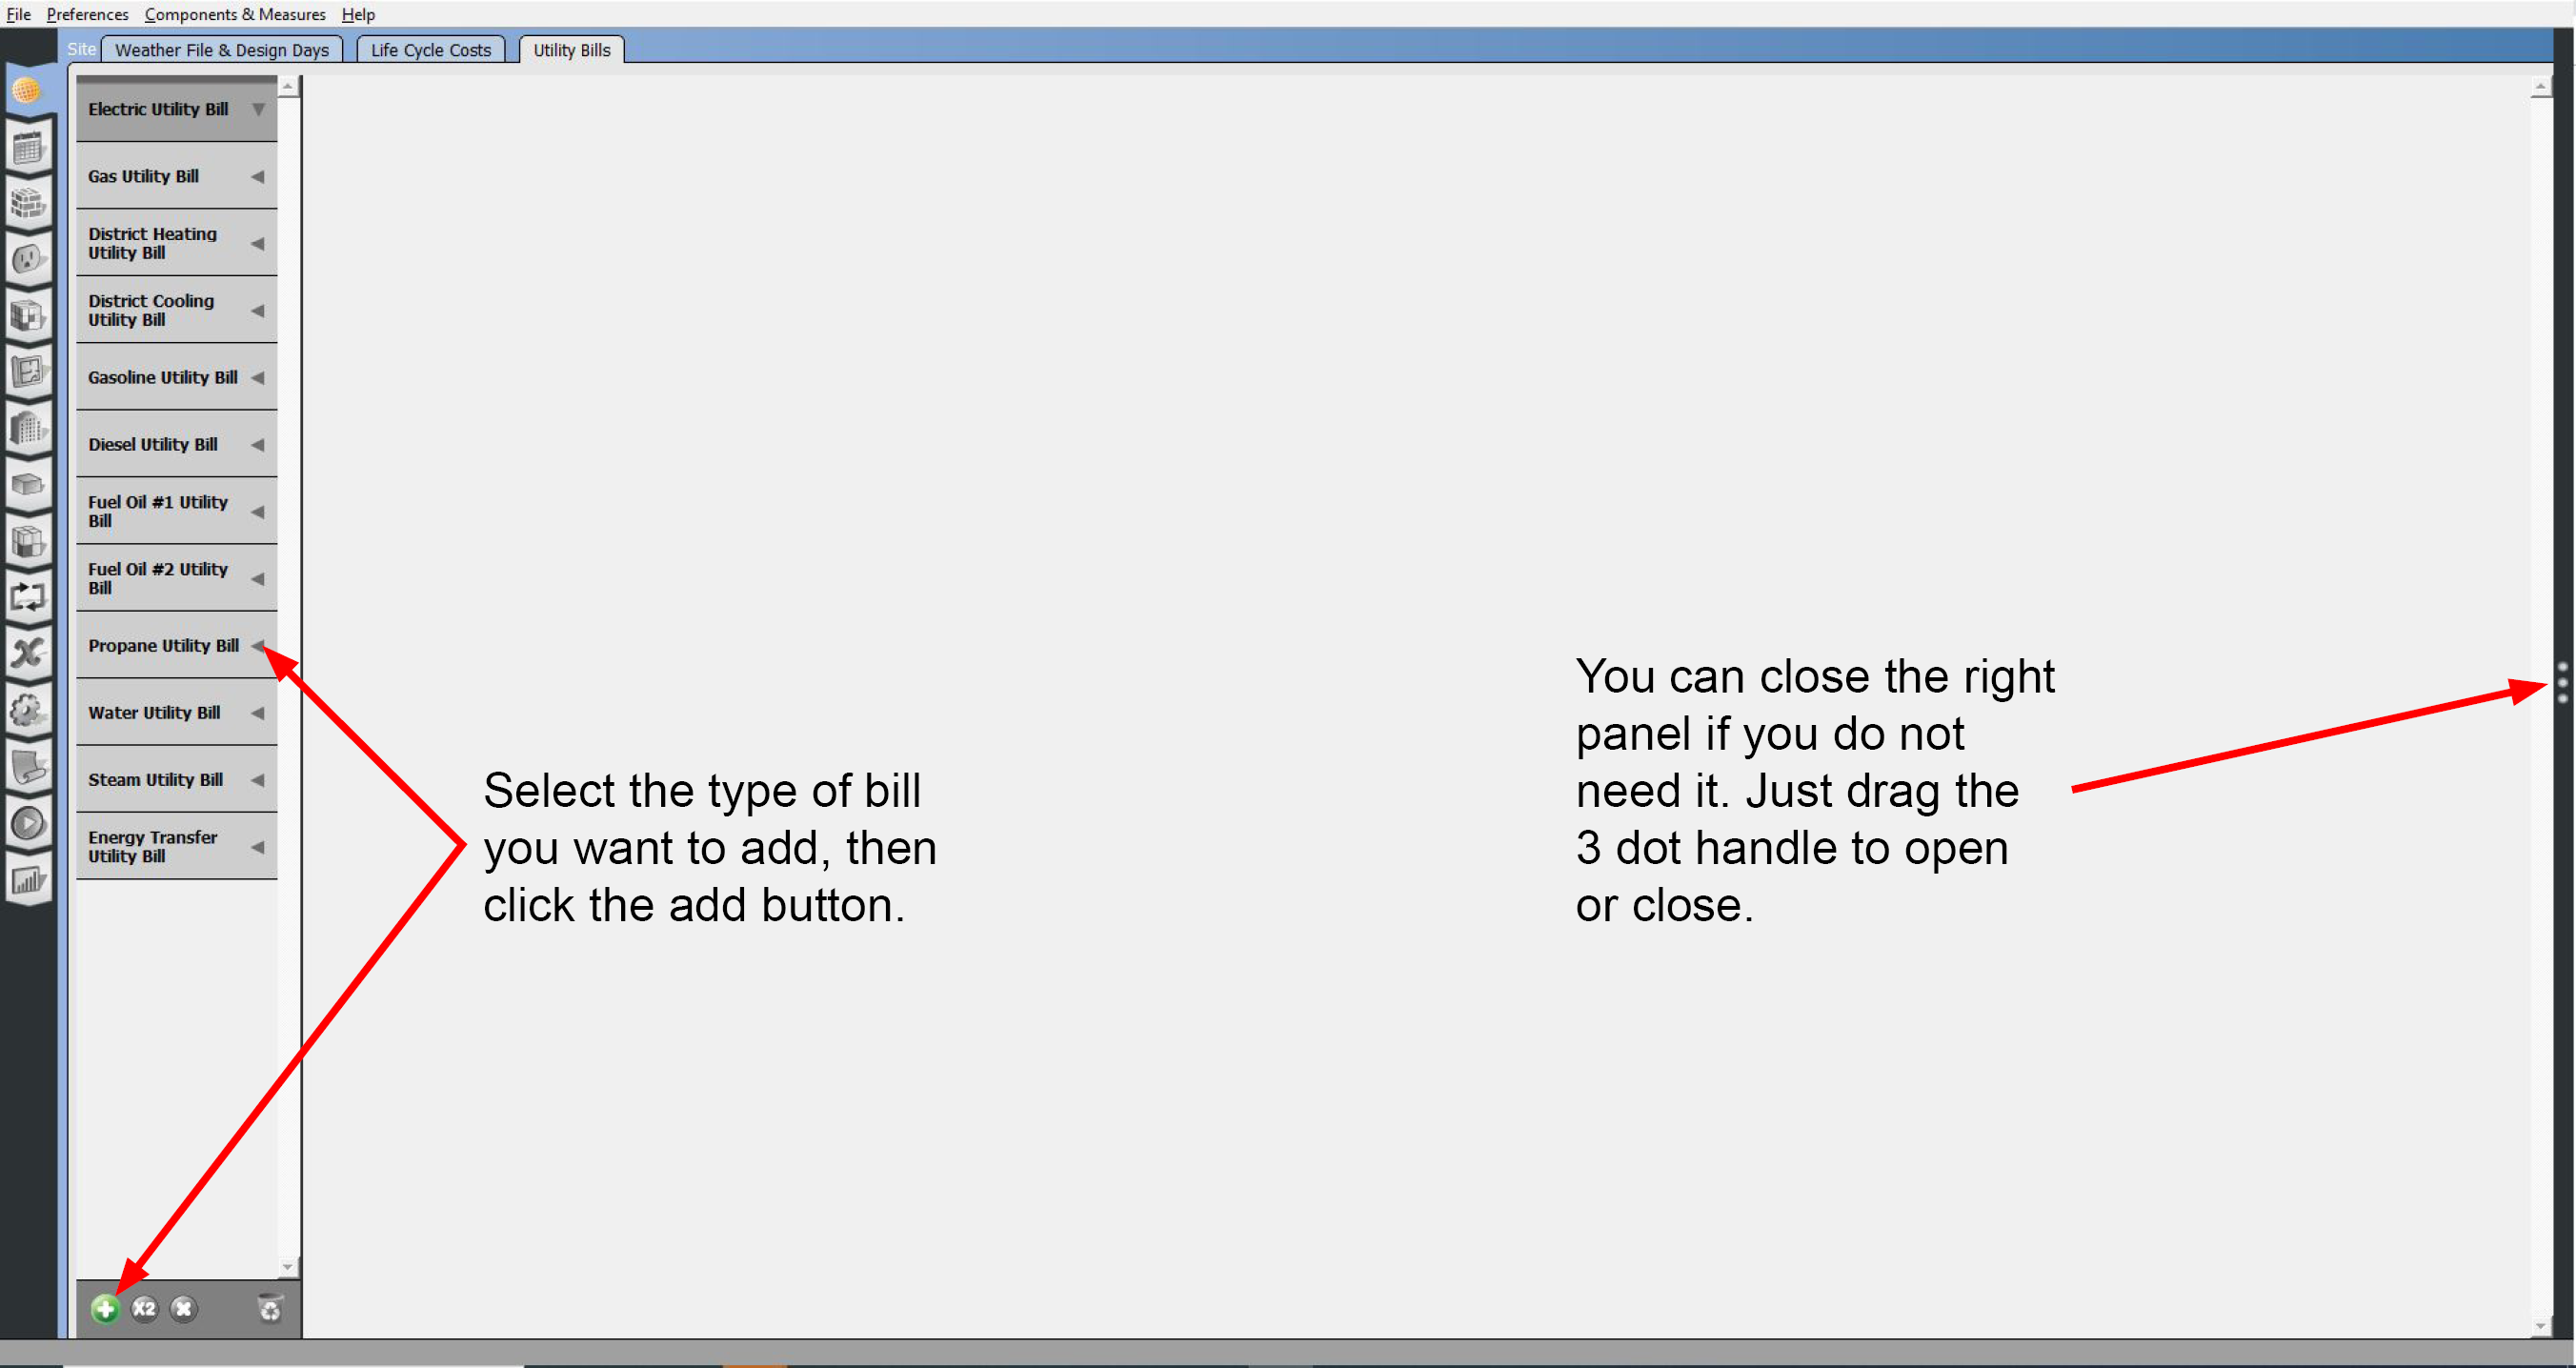 File Preferences Components & Measures Help
Site Weather File & Design Days Life Cycle Costs Utility Bills
Electric Utility Bill
Gas Utility Bill
District Heating
Utility Bill
District Cooling
Utility Bill
Gasoline Utility Bill
Diesel Utility Bill
Fuel Oil #1 Utility
Bill
Fuel Oil #2 Utility
Bill
Propane Utility Bill
Water Utility Bill
Steam Utility Bill
Energy Transfer
Utility Bill
Select the type of bill
you want to add, then
click the add button.
You can close the right
panel if you do not
need it. Just drag the
3 dot handle to open
or close.
X2